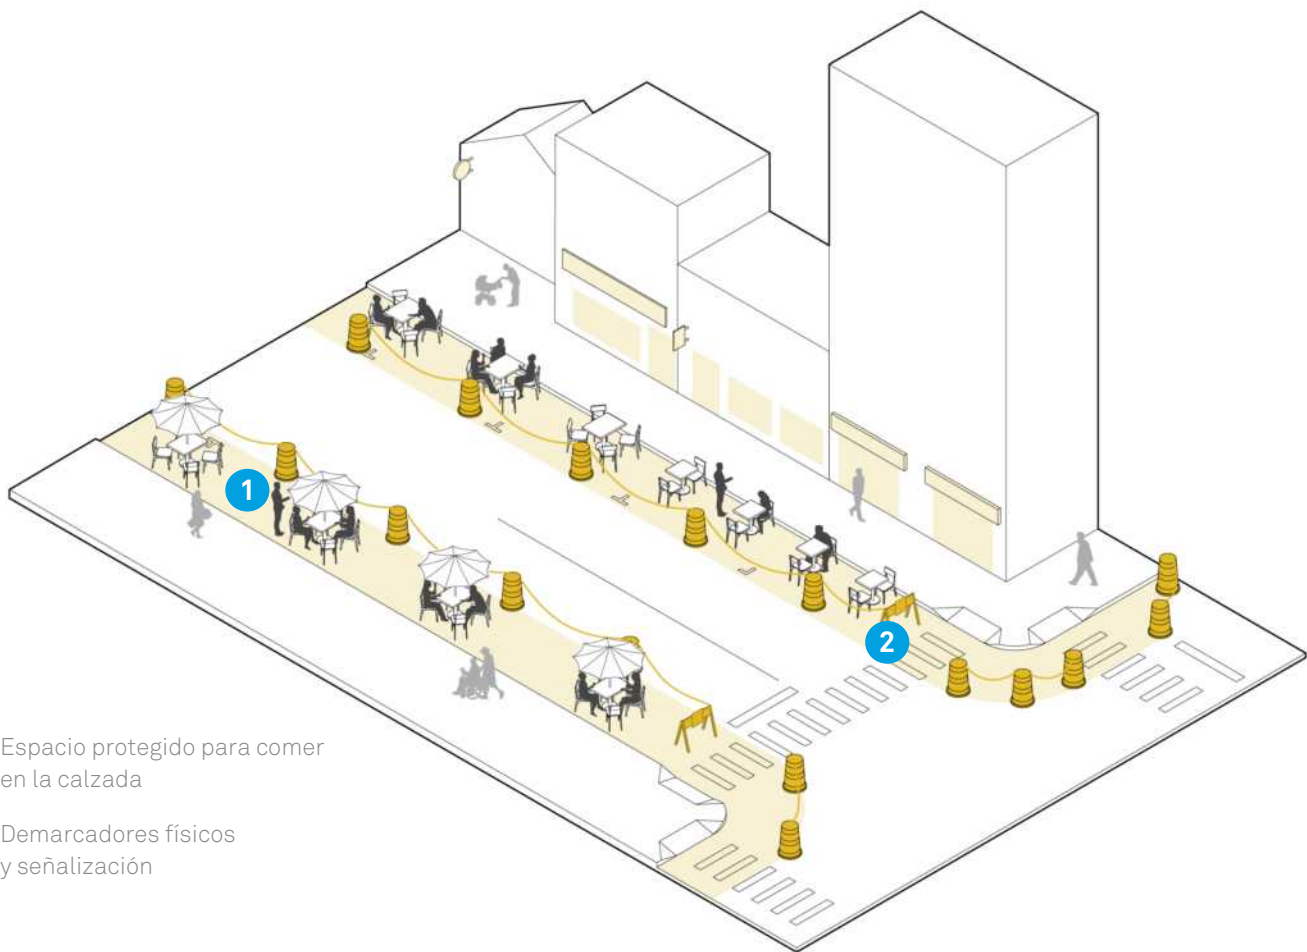 1
2
Espacio protegido para comer
en la calzada
Demarcadores físicos
y señalización